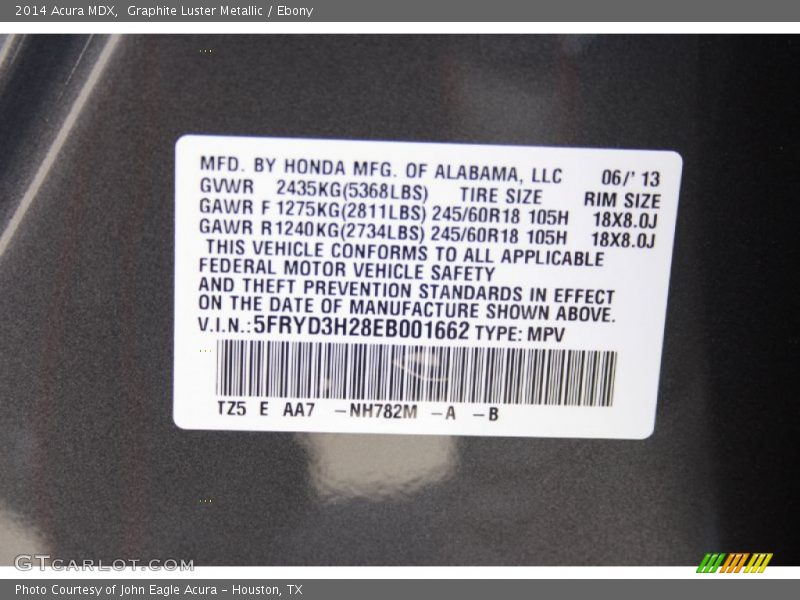 2014 Acura MDX, Graphite Luster Metallic / Ebony
MFD. BY HONDA MFG. OF ALABAMA, LLC 06/' 13
GVWR 2435KG(5368LBS) TIRE SIZE RIM SIZE
GAWR F 1275KG(2811LBS) 245/60R18 105H 18X8.0J
GAWR R 1240KG(2734LBS) 245/60R18 105H 18X8.0J
THIS VEHICLE CONFORMS TO ALL APPLICABLE
FEDERAL MOTOR VEHICLE SAFETY
AND THEFT PREVENTION STANDARDS IN EFFECT
ON THE DATE OF MANUFACTURE SHOWN ABOVE.
V.I.N.:5FRYD3H28EB001662 TYPE: MPV
TZ5 E AA7 -NH782M -A -B
GTCARLOT.COM
Photo Courtesy of John Eagle Acura - Houston, TX